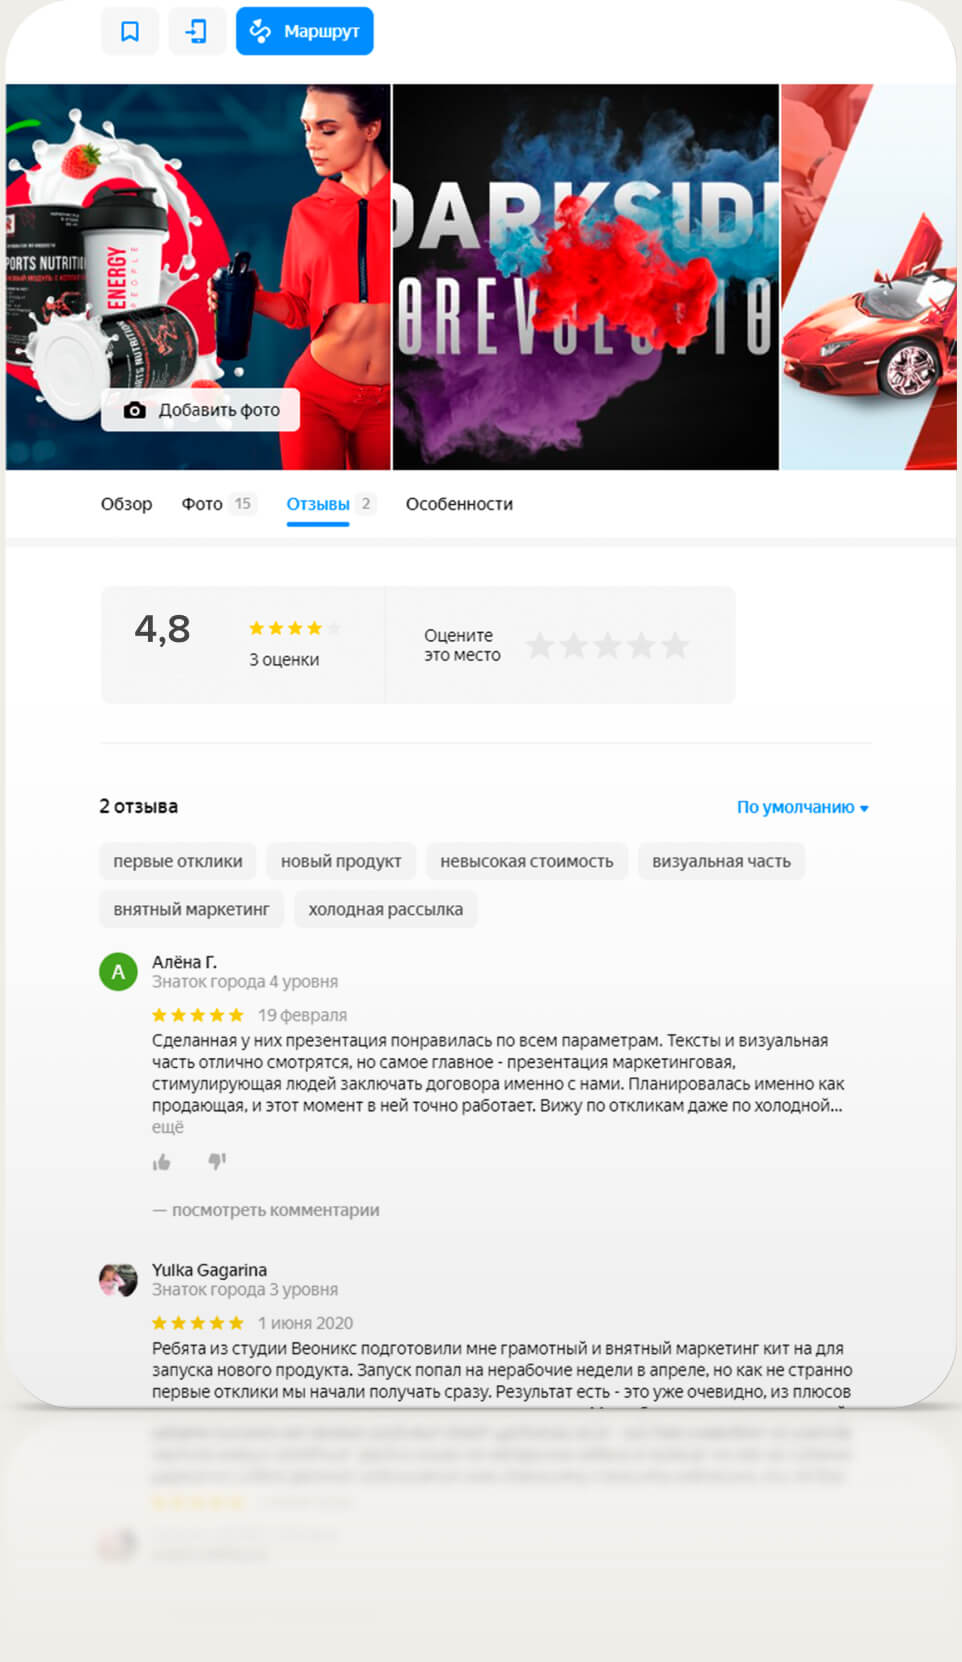 Маршрут
SPORTS NUTRITI
ENERGY
PEOPLE
SPORTS NUTRITION
DARKSID
Добавить фото
Обзор Фото 15 Отзывы 2 Особенности
4,8
3 оценки
Оцените
это место
2 отзыва
По умолчанию
первые отклики новый продукт невысокая стоимость визуальная часть
внятный маркетинг холодная рассылка
А
Алёна Г.
Знаток города 4 уровня
19 февраля
Сделанная у них презентация понравилась по всем параметрам. Тексты и визуальная
часть отлично смотрятся, но самое главное - презентация маркетинговая,
стимулирующая людей заключать договора именно с нами. Планировалась именно как
продающая, и этот момент в ней точно работает. Вижу по откликам даже по холодной...
ещё
— посмотреть комментарии
Yulka Gagarina
Знаток города 3 уровня
1 июня 2020
Ребята из студии Веоникс подготовили мне грамотный и внятный маркетинг кит на для
запуска нового продукта. Запуск попал на нерабочие недели в апреле, но как не странно
первые отклики мы начали получать сразу. Результат есть - это уже очевидно, из плюсов